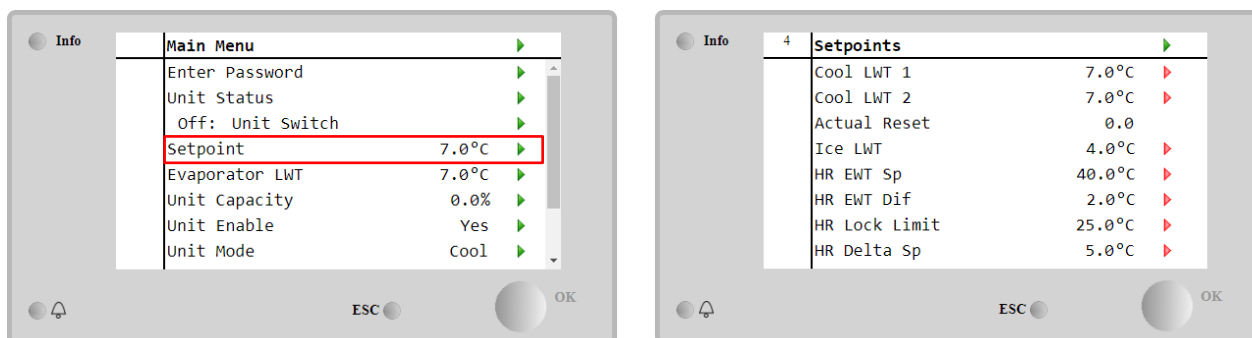 Info
Main Menu
Enter Password
Unit Status
Off: Unit Switch
Setpoint 7.0°C
Evaporator LWT 7.0°C
Unit Capacity 0.0%
Unit Enable Yes
Unit Mode Cool
ESC
OK
Info
4 Setpoints
Cool LWT 1 7.0°C
Cool LWT 2 7.0°C
Actual Reset 0.0
Ice LWT 4.0°C
HR EWT Sp 40.0°C
HR EWT Dif 2.0°C
HR Lock Limit 25.0°C
HR Delta Sp 5.0°C
ESC
OK